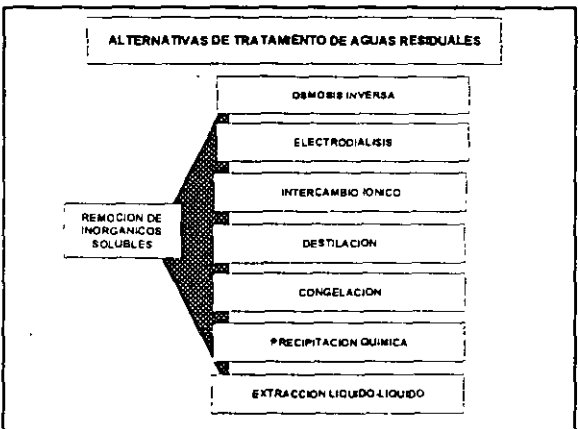 ALTERNATIVAS DE TRATAMIENTO DE AGUAS RESIDUALES
OSMOSIS INVERSA
ELECTRODIALISIS
INTERCAMBIO IONICO
REMOCION DE
INORGANICOS
SOLUBLES
DESTILACION
CONGELACION
PRECIPITACION QUIMICA
EXTRACCION LIQUIDO-LIQUIDO